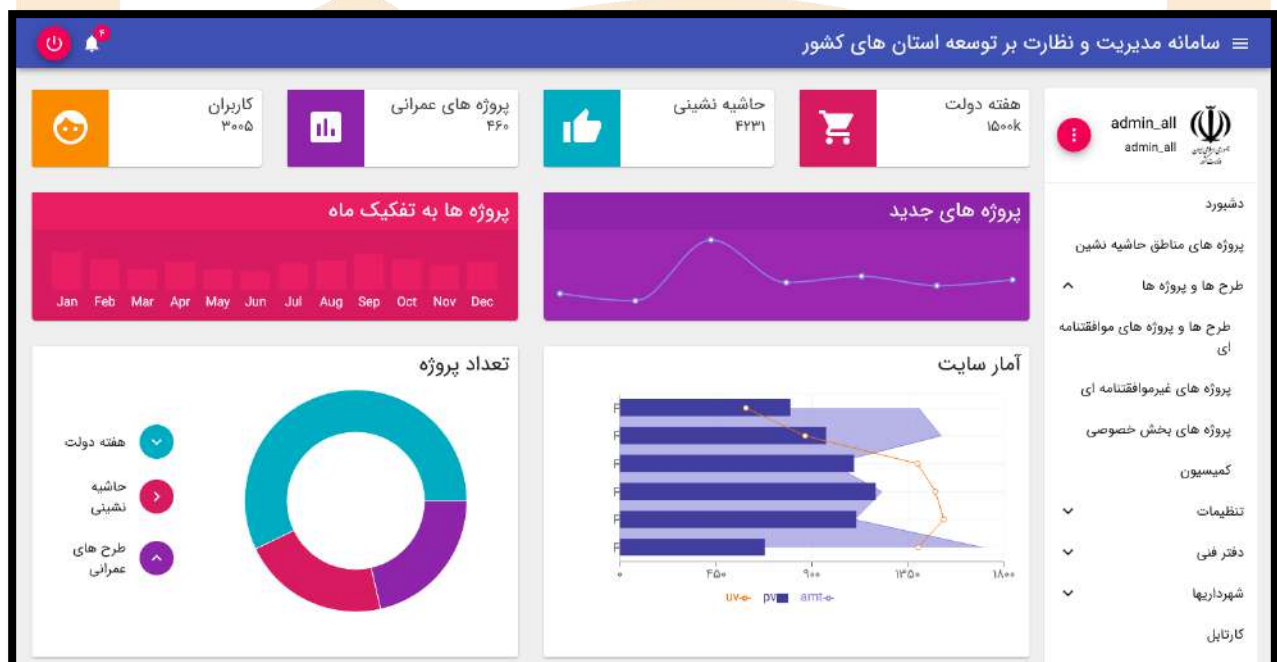 سامانه مدیریت و نظارت بر توسعه استان های کشور
۴
admin_all
admin_all
دشبورد
پروژه های مناطق حاشیه نشین
طرح ها و پروژه ها
طرح ها و پروژه های موافقتنامه
ای
پروژه های غیرموافقتنامه ای
پروژه های بخش خصوصی
کمیسیون
تنظیمات
دفتر فنی
شهرداریها
کارتابل
هفته دولت
۱۵۰۰k
حاشیه نشینی
۴۲۳۱
پروژه های عمرانی
۴۶۰
کاربران
۳۰۰۵
پروژه های جدید
پروژه ها به تفکیک ماه
Jan Feb Mar Apr May Jun Jul Aug Sep Oct Nov Dec
آمار سایت
۰ ۴۵۰ ۹۰۰ ۱۳۵۰ ۱۸۰۰
uv pv amt
تعداد پروژه
هفته دولت
حاشیه
نشینی
طرح های
عمرانی